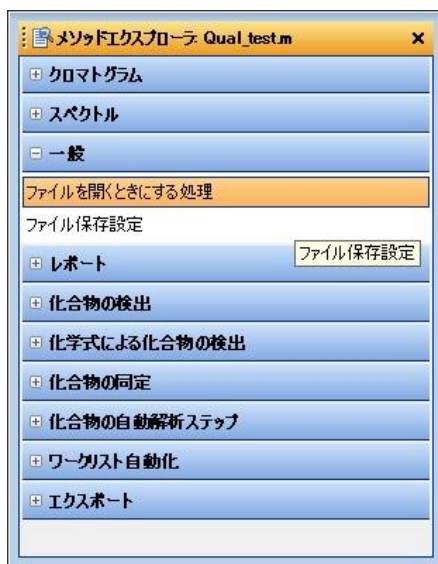 メソッドエクスプローラ: Qual_test.m
クロマトグラム
スペクトル
一般
ファイルを開くときにする処理
ファイル保存設定
ファイル保存設定
レポート
化合物の検出
化学式による化合物の検出
化合物の同定
化合物の自動解析ステップ
ワークリスト自動化
エクスポート